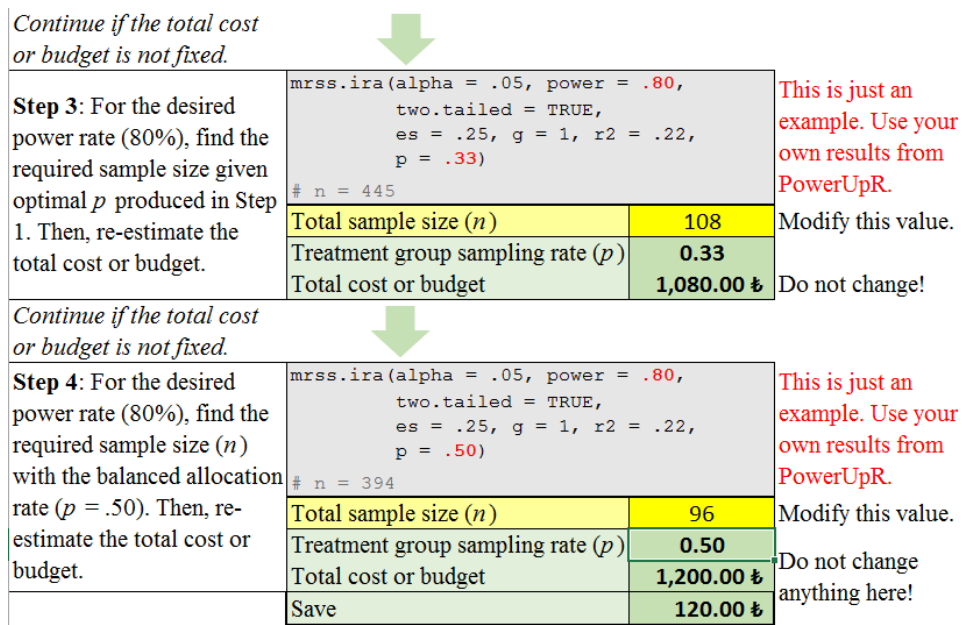 Continue if the total cost
or budget is not fixed.
Step 3: For the desired
power rate (80%), find the
required sample size given
optimal p produced in Step
1. Then, re-estimate the
total cost or budget.
mrss.ira(alpha = .05, power = .80,
two.tailed = TRUE,
es = .25, g = 1, r2 = .22,
p = .33)
# n = 445
This is just an
example. Use your
own results from
PowerUpR.
Total sample size (n) 108 Modify this value.
Treatment group sampling rate (p) 0.33
Total cost or budget 1,080.00 ₺ Do not change!
Continue if the total cost
or budget is not fixed.
Step 4: For the desired
power rate (80%), find the
required sample size (n)
with the balanced allocation
rate (p = .50). Then, re-
estimate the total cost or
budget.
mrss.ira(alpha = .05, power = .80,
two.tailed = TRUE,
es = .25, g = 1, r2 = .22,
p = .50)
# n = 394
This is just an
example. Use your
own results from
PowerUpR.
Total sample size (n) 96 Modify this value.
Treatment group sampling rate (p) 0.50
Total cost or budget 1,200.00 ₺
Do not change
anything here!
Save 120.00 ₺